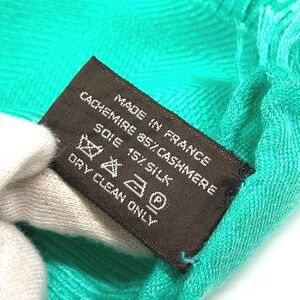 MADE IN FRANCE
CACHEMIRE 85% CASHMERE
SOIE 15% SILK
P
DRY CLEAN ONLY